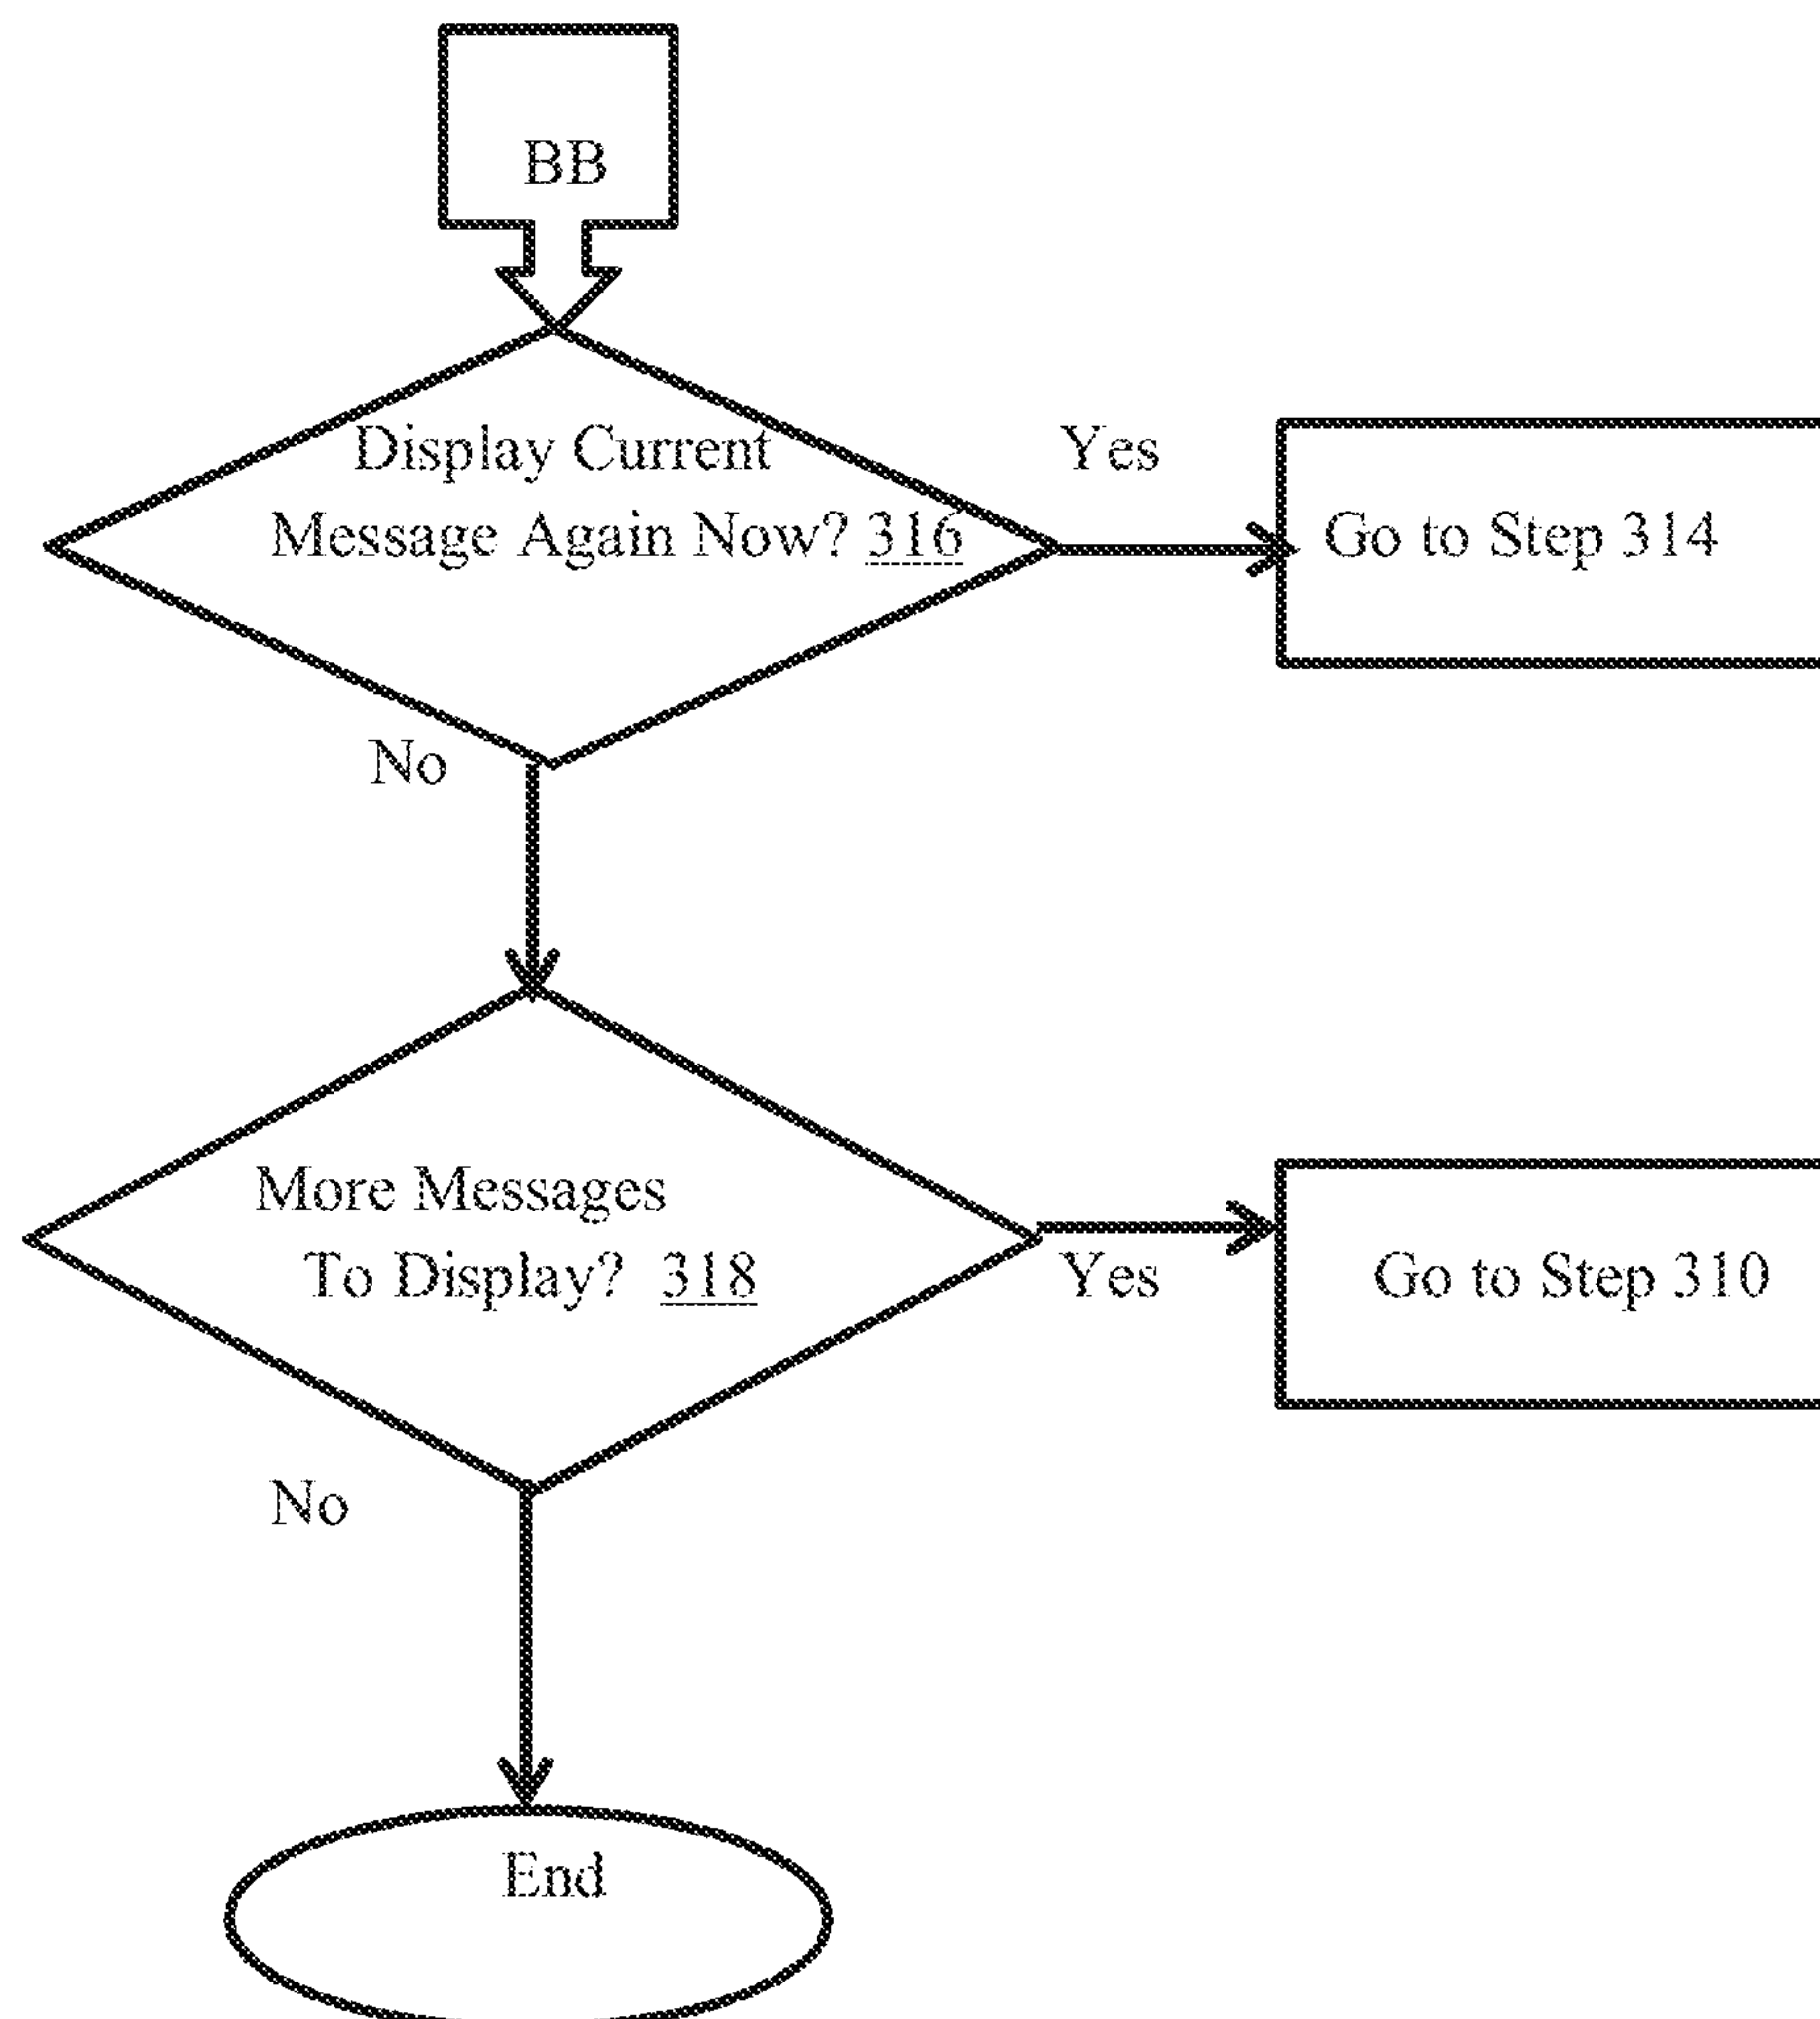 BB
Display Current
Message Again Now? 316
Yes
Go to Step 314
No
More Messages
To Display? 318
Yes
Go to Step 310
No
End